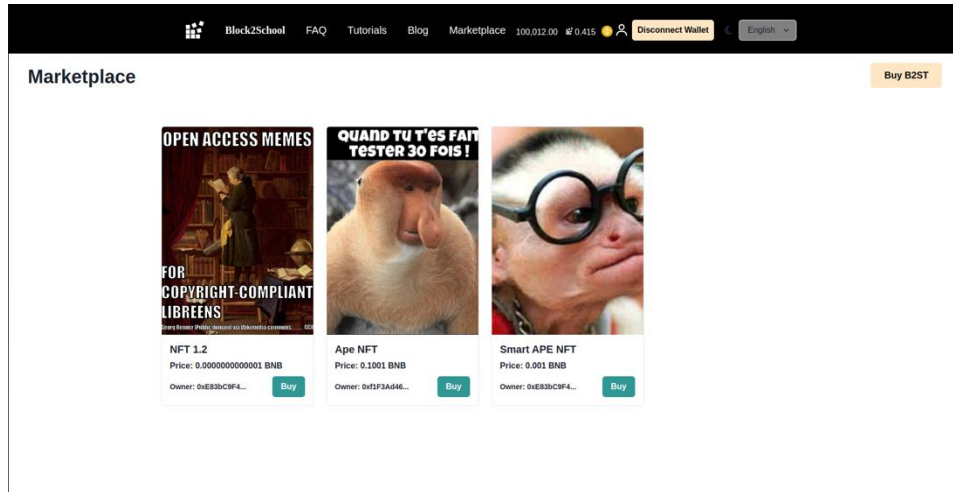 Block2School FAQ Tutorials Blog Marketplace 100,012.00 0.415 Disconnect Wallet English
Marketplace
Buy B2ST
OPEN ACCESS MEMES
FOR
COPYRIGHT-COMPLIANT
LIBREENS
QUAND TU T'ES FAIT
TESTER 30 FOIS !
NFT 1.2
Price: 0.0000000000001 BNB
Owner: 0xE83bC9F4...
Buy
Ape NFT
Price: 0.1001 BNB
Owner: 0xf1F3Ad46...
Buy
Smart APE NFT
Price: 0.001 BNB
Owner: 0xE83bC9F4...
Buy